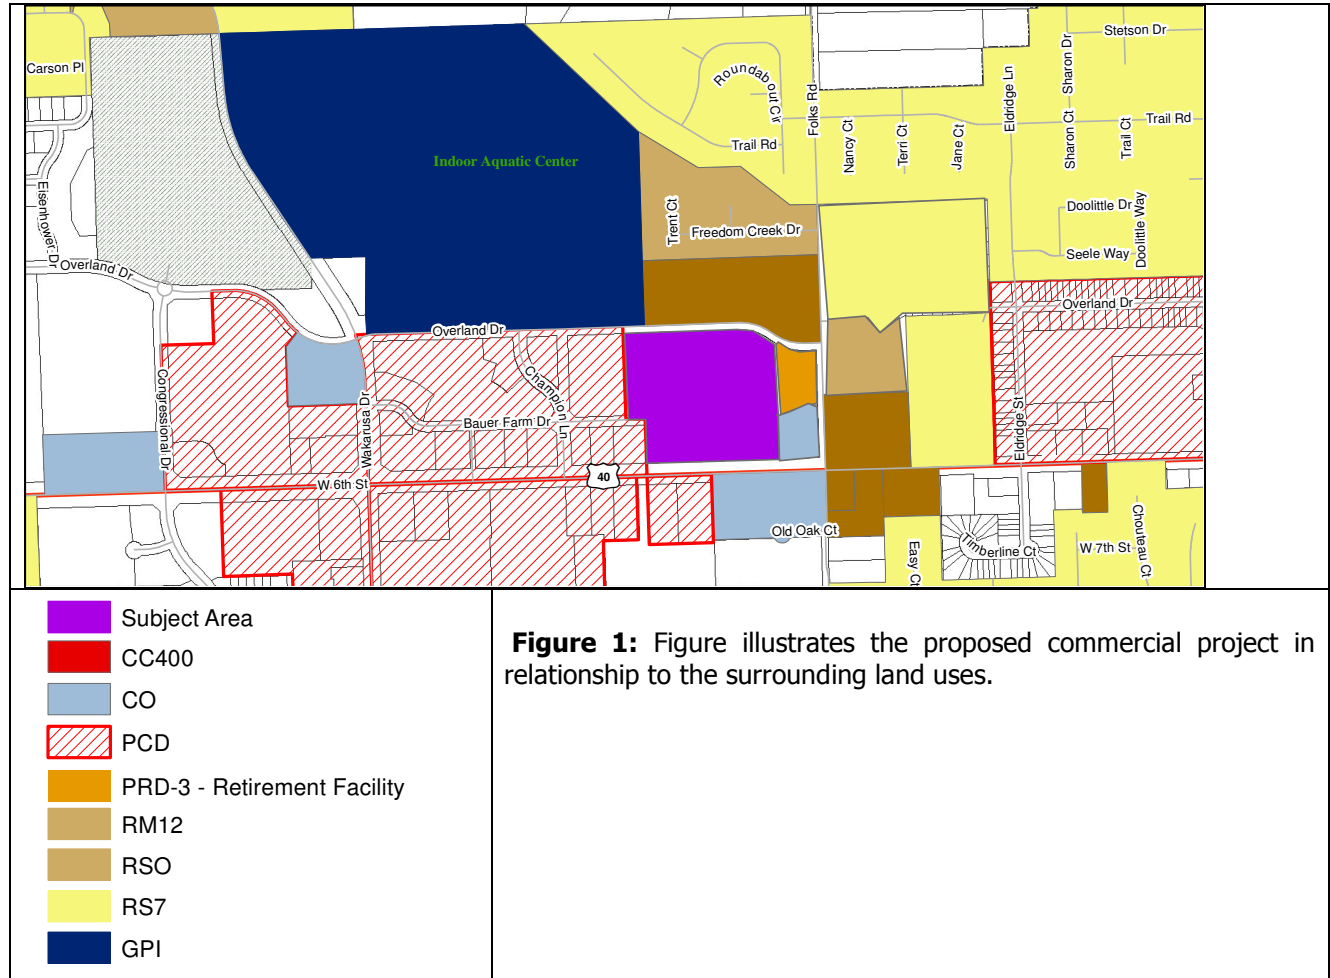 Stetson Dr
Carson Pl
Roundabout Cir
Folks Rd
Eldridge Ln
Sharon Dr
Trail Rd
Trail Rd
Nancy Ct
Terri Ct
Jane Ct
Sharon Ct
Trail Ct
Indoor Aquatic Center
Eisenhower Dr
Trent Ct
Freedom Creek Dr
Doolittle Dr
Doolittle Way
Seele Way
Overland Dr
Overland Dr
Overland Dr
Congressional Dr
Wakarusa Dr
Champion Ln
Bauer Farm Dr
Eldridge St
W 6th St
40
Old Oak Ct
Easy Ct
Timberline Ct
W 7th St
Chouteau Ct
Subject Area
CC400
CO
PCD
PRD-3 - Retirement Facility
RM12
RSO
RS7
GPI
Figure 1: Figure illustrates the proposed commercial project in
relationship to the surrounding land uses.